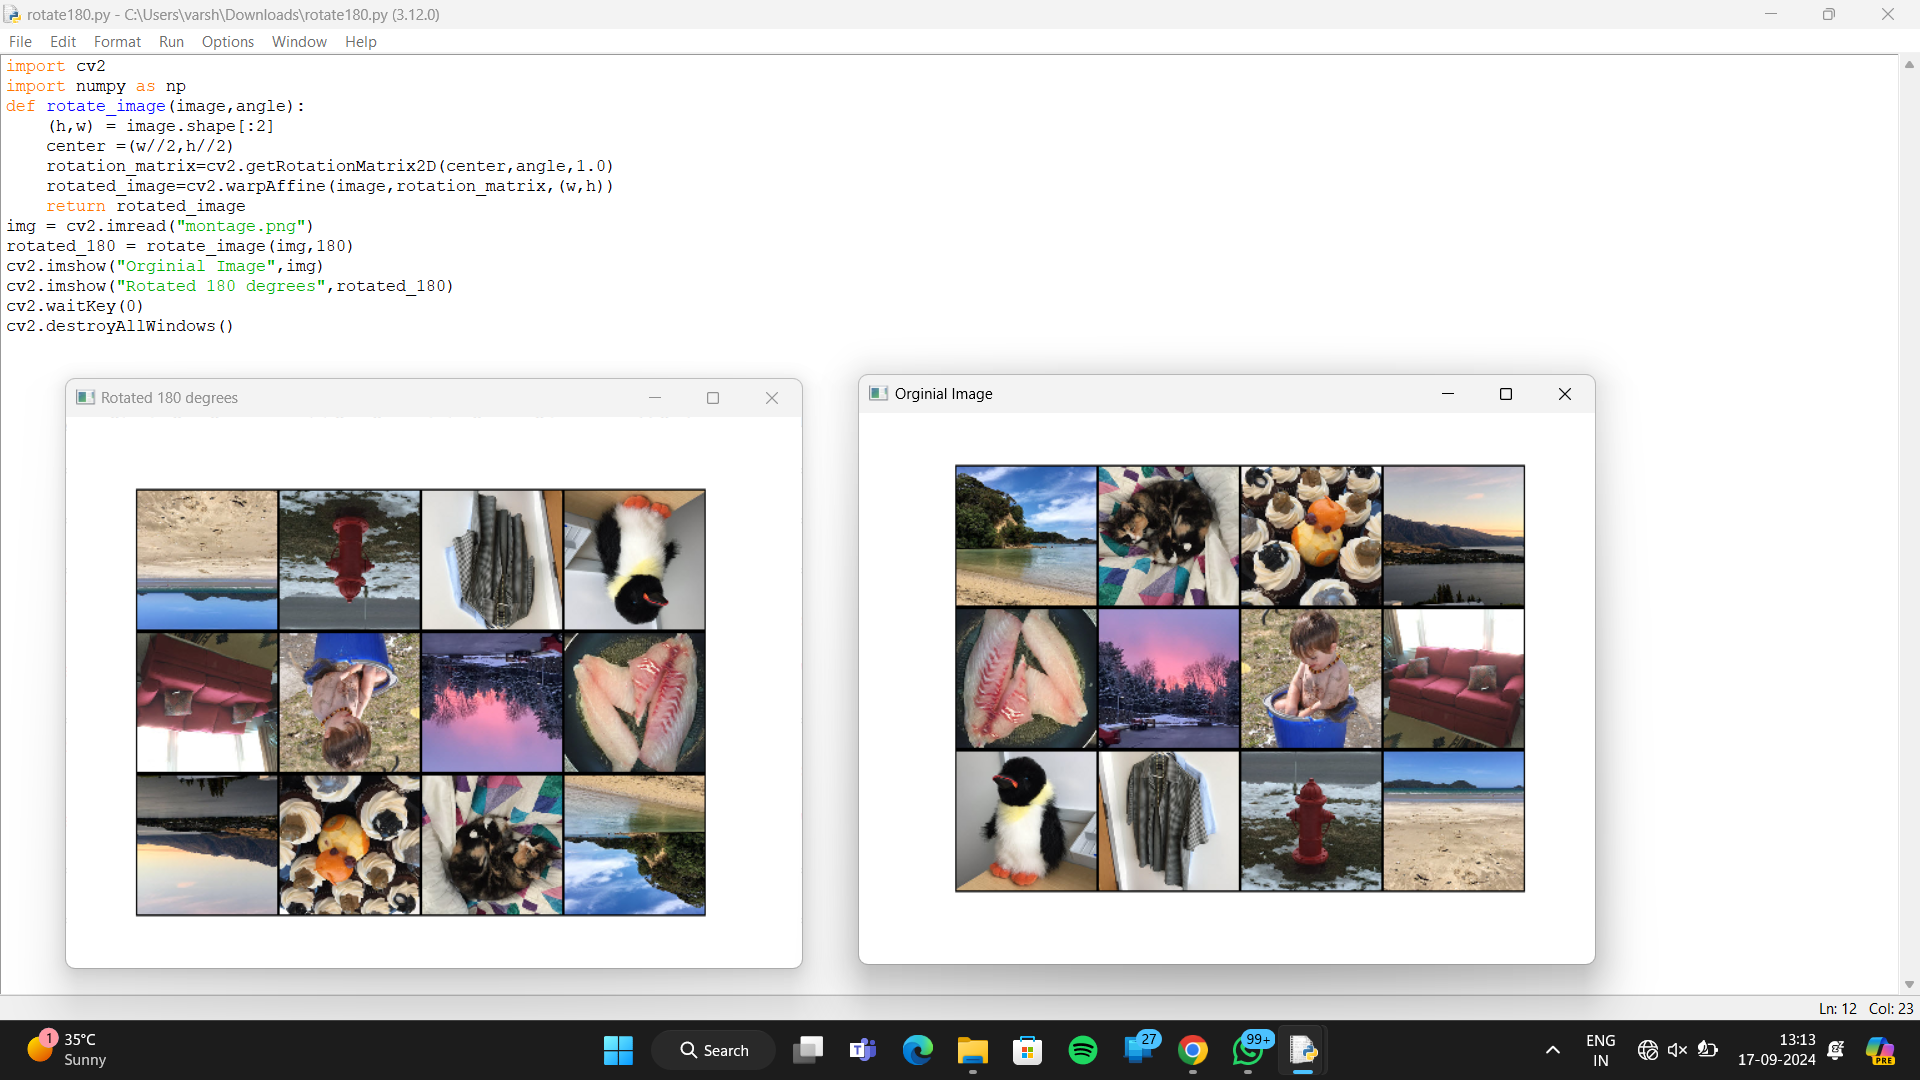 rotate180.py - C:\Users\varsh\Downloads\rotate180.py (3.12.0)
File Edit Format Run Options Window Help
import cv2
import numpy as np
def rotate_image(image,angle):
    (h,w) = image.shape[:2]
    center =(w//2,h//2)
    rotation_matrix=cv2.getRotationMatrix2D(center,angle,1.0)
    rotated_image=cv2.warpAffine(image,rotation_matrix,(w,h))
    return rotated_image
img = cv2.imread("montage.png")
rotated_180 = rotate_image(img,180)
cv2.imshow("Orginial Image",img)
cv2.imshow("Rotated 180 degrees",rotated_180)
cv2.waitKey(0)
cv2.destroyAllWindows()
Rotated 180 degrees
Orginial Image
Ln: 12 Col: 23
1
35°C
Sunny
Search
27
99+
ENG
IN
13:13
17-09-2024
PRE